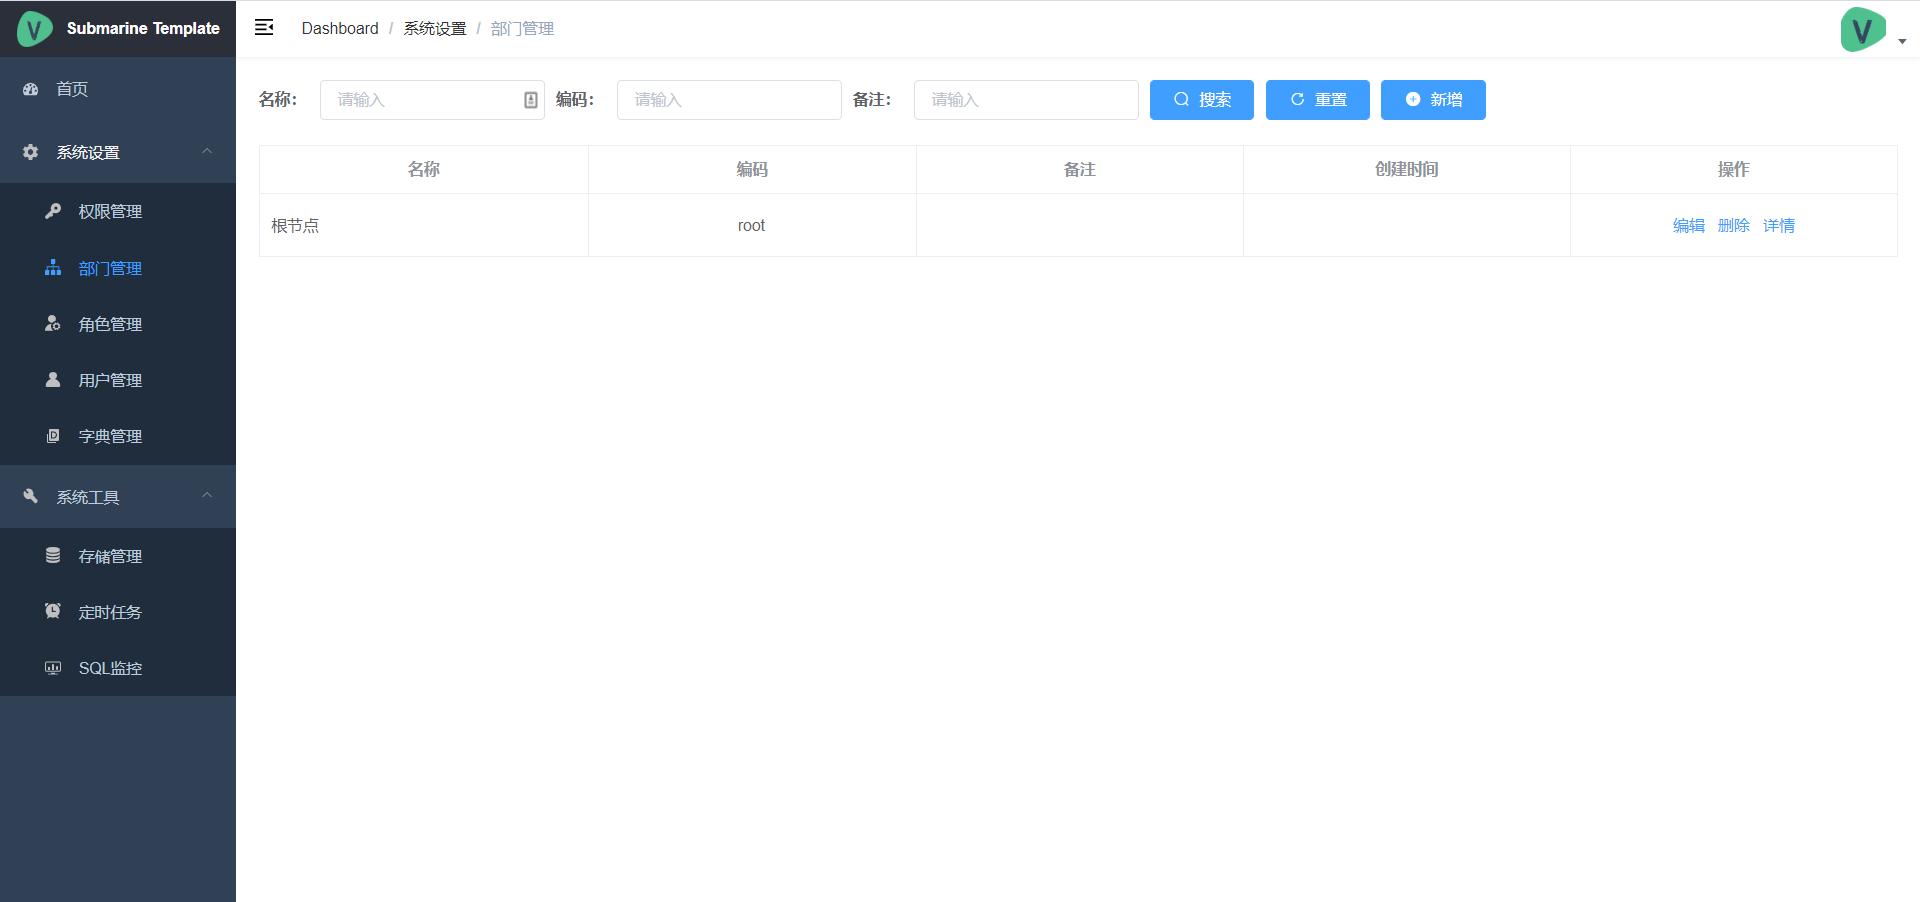 Submarine Template
Dashboard / 系统设置 / 部门管理
首页
系统设置
权限管理
部门管理
角色管理
用户管理
字典管理
系统工具
存储管理
定时任务
SQL监控
名称： 请输入 编码： 请输入 备注： 请输入 搜索 重置 新增
名称 编码 备注 创建时间 操作
根节点 root 编辑 删除 详情